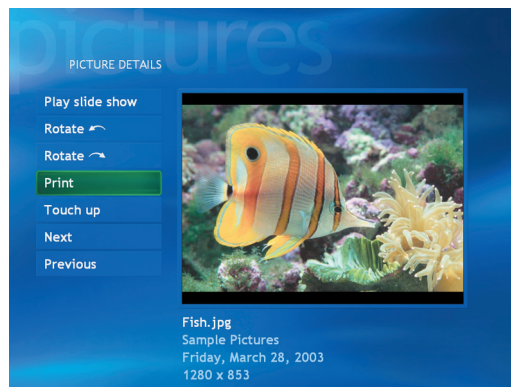 pictures
PICTURE DETAILS
Play slide show
Rotate
Rotate
Print
Touch up
Next
Previous
Fish.jpg
Sample Pictures
Friday, March 28, 2003
1280 x 853